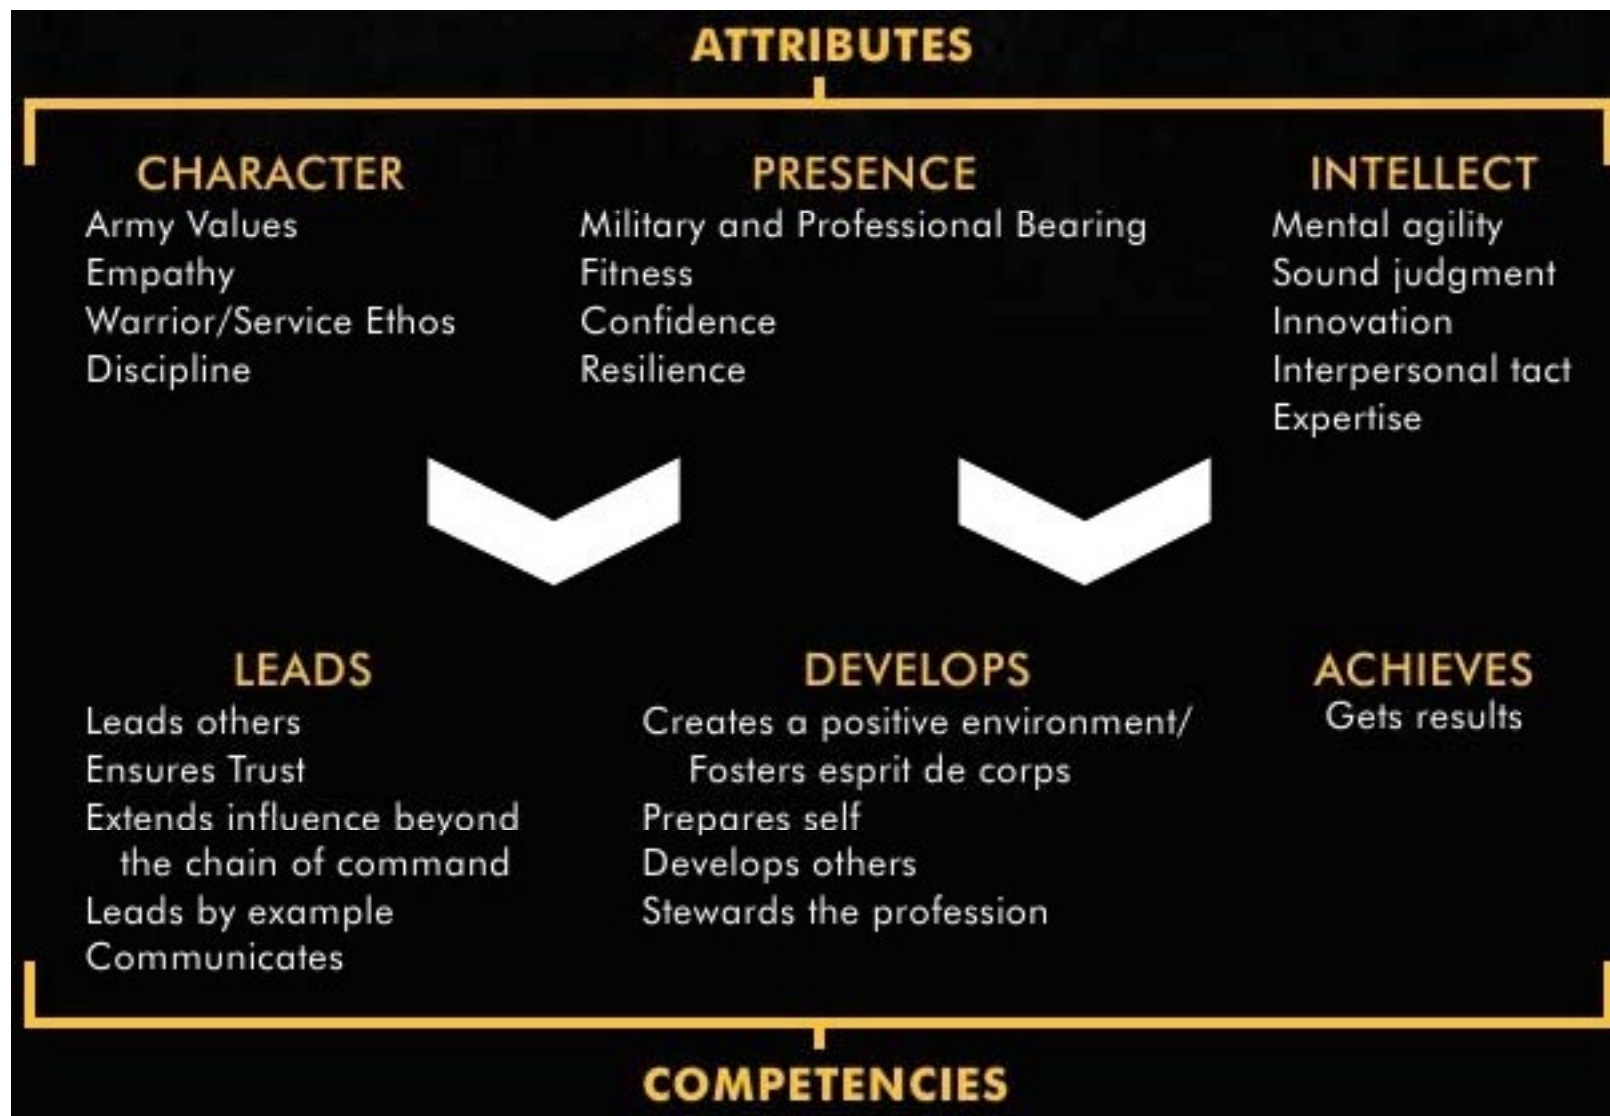 ATTRIBUTES
CHARACTER
Army Values
Empathy
Warrior/Service Ethos
Discipline
PRESENCE
Military and Professional Bearing
Fitness
Confidence
Resilience
INTELLECT
Mental agility
Sound judgment
Innovation
Interpersonal tact
Expertise
LEADS
Leads others
Ensures Trust
Extends influence beyond
the chain of command
Leads by example
Communicates
DEVELOPS
Creates a positive environment/
Fosters esprit de corps
Prepares self
Develops others
Stewards the profession
ACHIEVES
Gets results
COMPETENCIES